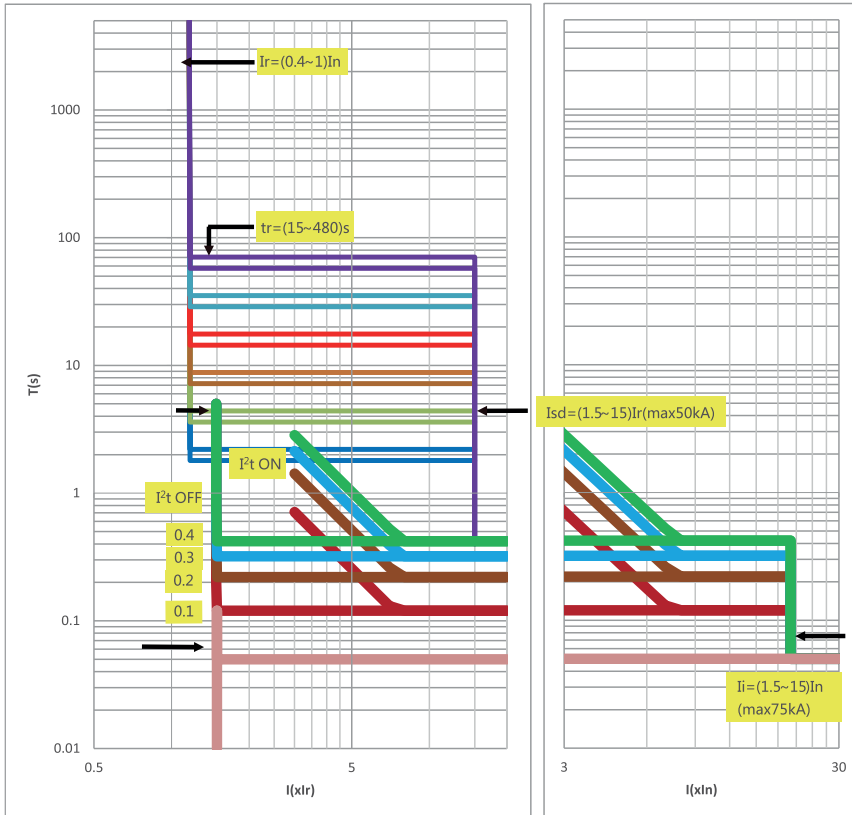 Ir=(0.4~1)In
1000
tr=(15~480)s
100
10
T(s)
Isd=(1.5~15)Ir(max50kA)
I²t ON
1
I²t OFF
0.4
0.3
0.2
0.1
0.1
Ii=(1.5~15)In
(max75kA)
0.01
0.5
5
3
30
I(xIr)
I(xIn)